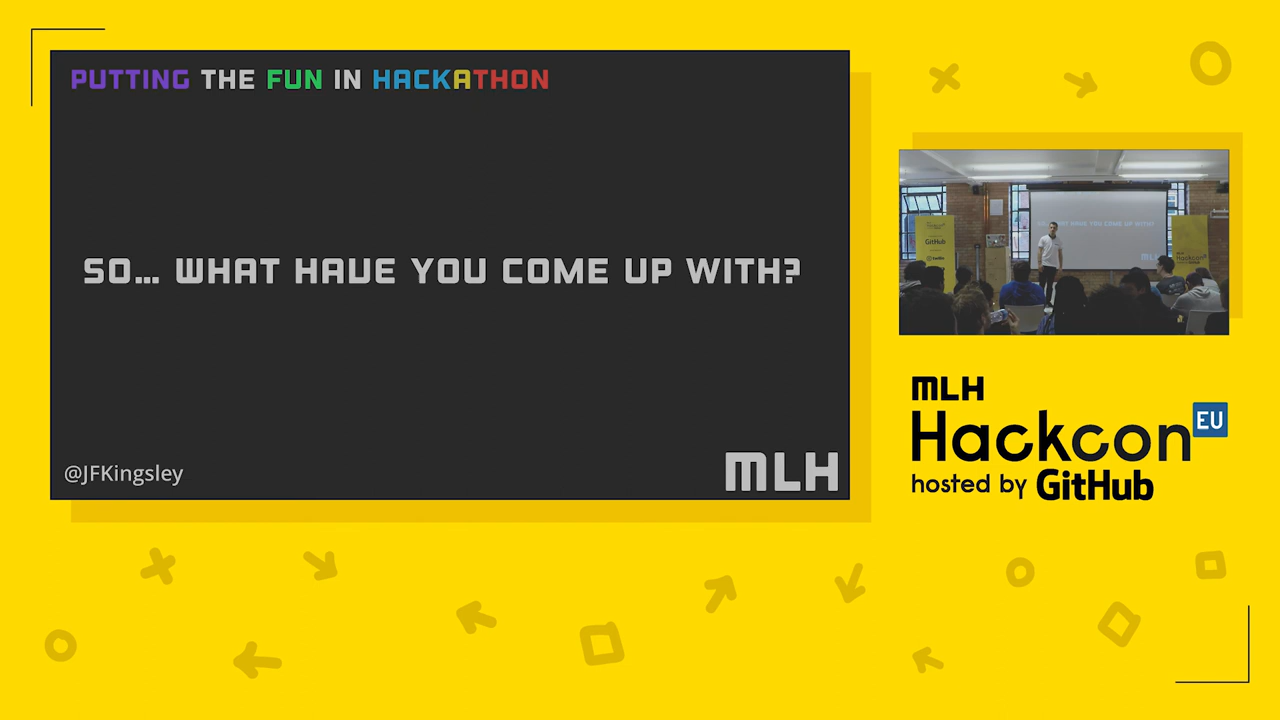 PUTTING THE FUN IN HACKATHON
SO... WHAT HAVE YOU COME UP WITH?
@JFKingsley
MLH
GitHub
MLH
Hackcon EU
hosted by GitHub